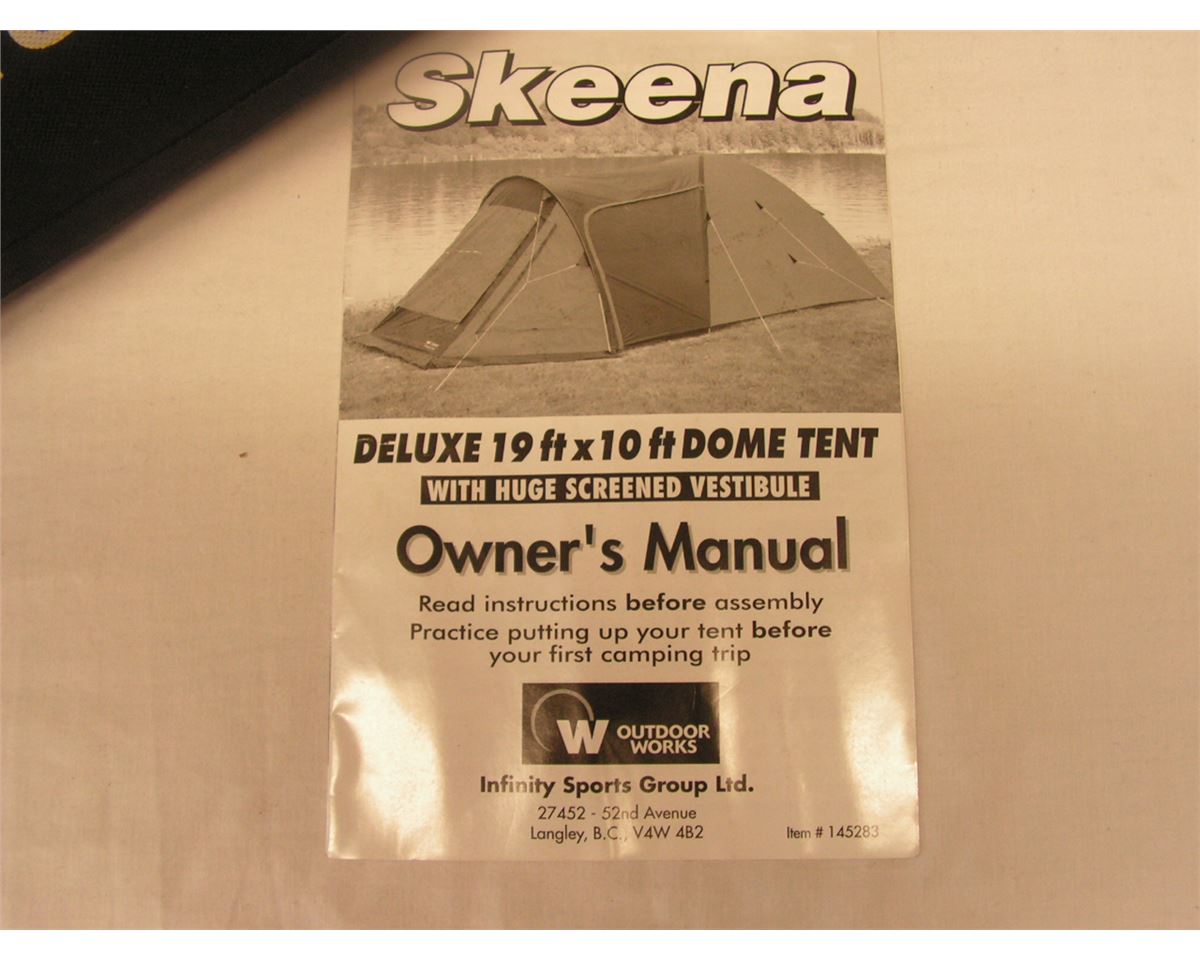 Skeena
DELUXE 19 ft x 10 ft DOME TENT
WITH HUGE SCREENED VESTIBULE
Owner's Manual
Read instructions before assembly
Practice putting up your tent before
your first camping trip
W OUTDOOR
WORKS
Infinity Sports Group Ltd.
27452 - 52nd Avenue
Langley, B.C., V4W 4B2
Item # 145283